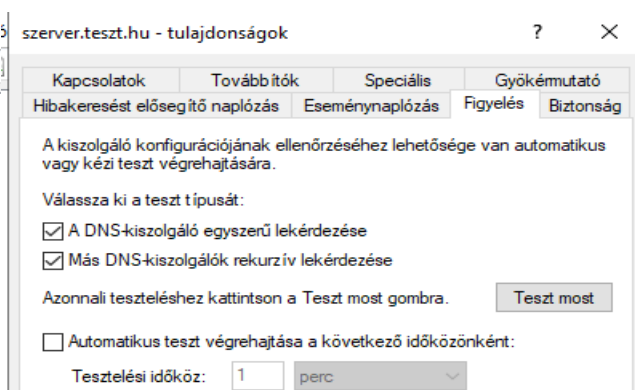 szerver.teszt.hu - tulajdonságok ? ×
Kapcsolatok Továbbítók Speciális Gyökérmutató
Hibakeresést elősegítő naplózás Eseménynaplózás Figyelés Biztonság
A kiszolgáló konfigurációjának ellenőrzéséhez lehetősége van automatikus
vagy kézi teszt végrehajtására.
Válassza ki a teszt típusát:
A DNS-kiszolgáló egyszerű lekérdezése
Más DNS-kiszolgálók rekurzív lekérdezése
Azonnali teszteléshez kattintson a Teszt most gombra. Teszt most
Automatikus teszt végrehajtása a következő időközönként:
Tesztelési időköz: 1 perc